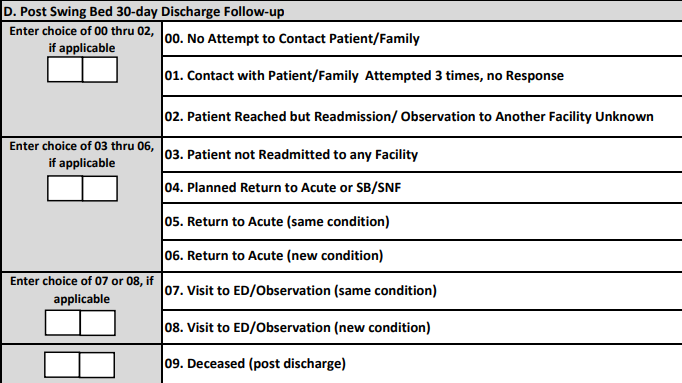 D. Post Swing Bed 30-day Discharge Follow-up
Enter choice of 00 thru 02,
if applicable
00. No Attempt to Contact Patient/Family
01. Contact with Patient/Family Attempted 3 times, no Response
02. Patient Reached but Readmission/ Observation to Another Facility Unknown
Enter choice of 03 thru 06,
if applicable
03. Patient not Readmitted to any Facility
04. Planned Return to Acute or SB/SNF
05. Return to Acute (same condition)
06. Return to Acute (new condition)
Enter choice of 07 or 08, if
applicable
07. Visit to ED/Observation (same condition)
08. Visit to ED/Observation (new condition)
09. Deceased (post discharge)